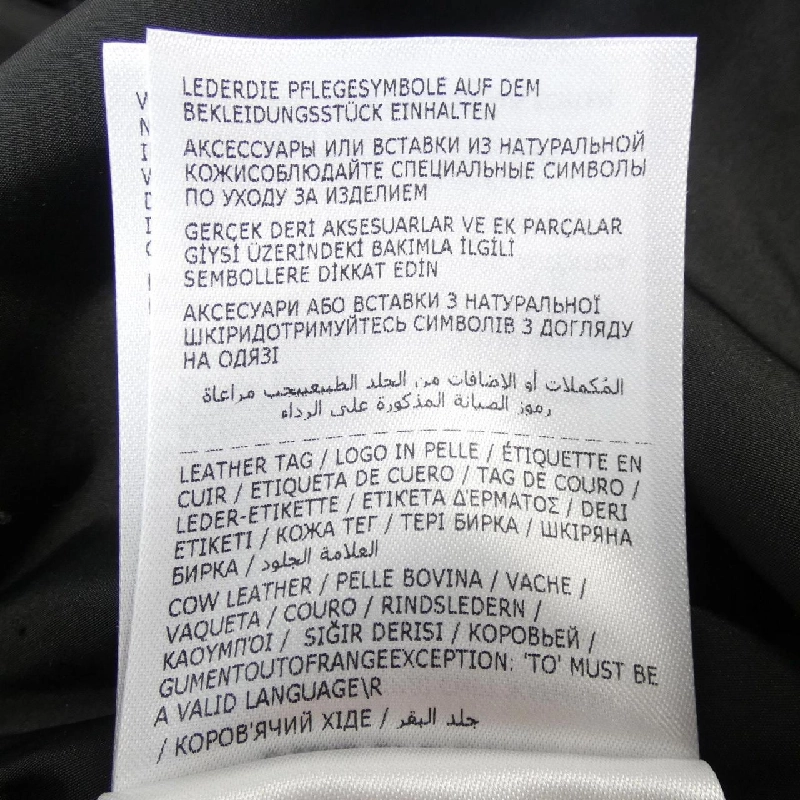 LEDERDIE PFLEGESYMBOLE AUF DEM
BEKLEIDUNGSSTÜCK EINHALTEN
АКСЕССУАРЫ ИЛИ ВСТАВКИ ИЗ НАТУРАЛЬНОЙ
КОЖИСОБЛЮДАЙТЕ СПЕЦИАЛЬНЫЕ СИМВОЛЫ
ПО УХОДУ ЗА ИЗДЕЛИЕМ
GERÇEK DERİ AKSESUARLAR VE EK PARÇALAR
GİYSİ ÜZERİNDEKİ BAKIMLA İLGİLİ
SEMBOLLERE DİKKAT EDİN
АКСЕСУАРИ АБО ВСТАВКИ З НАТУРАЛЬНОЇ
ШКІРИДОТРИМУЙТЕСЬ СИМВОЛІВ З ДОГЛЯДУ
НА ОДЯЗІ
المُكملات أو الإضافات من الجلد الطبيعييجب مراعاة
رموز الصيانة المذكورة على الرداء
LEATHER TAG / LOGO IN PELLE / ÉTIQUETTE EN
CUIR / ETIQUETA DE CUERO / TAG DE COURO /
LEDER-ETIKETTE / ΕΤΙΚΕΤΑ Δ'ΕΡΜΑΤΟΣ / DERI
ETIKETI / КОЖА ТЕГ / ТЕРІ БИРКА / ШКІРЯНА
БИРКА / العلامة الجلود
COW LEATHER / PELLE BOVINA / VACHE /
VAQUETA / COURO / RINDSLEDERN /
ΚΑΟΥΜΠΟΙ / SIĞIR DERISI / КОРОВЬЕЙ /
GUMENTOUTOFRANGEEXCEPTION: 'TO' MUST BE
A VALID LANGUAGE\R
/ КОРОВ'ЯЧИЙ ХІДЕ / جلد البقر